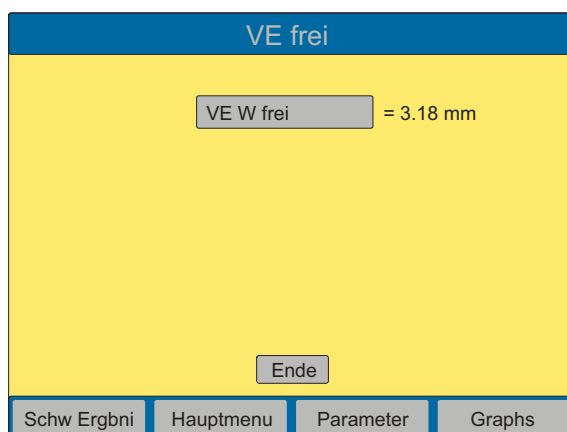 VE frei
VE W frei = 3.18 mm
Ende
Schw Ergbni Hauptmenu Parameter Graphs